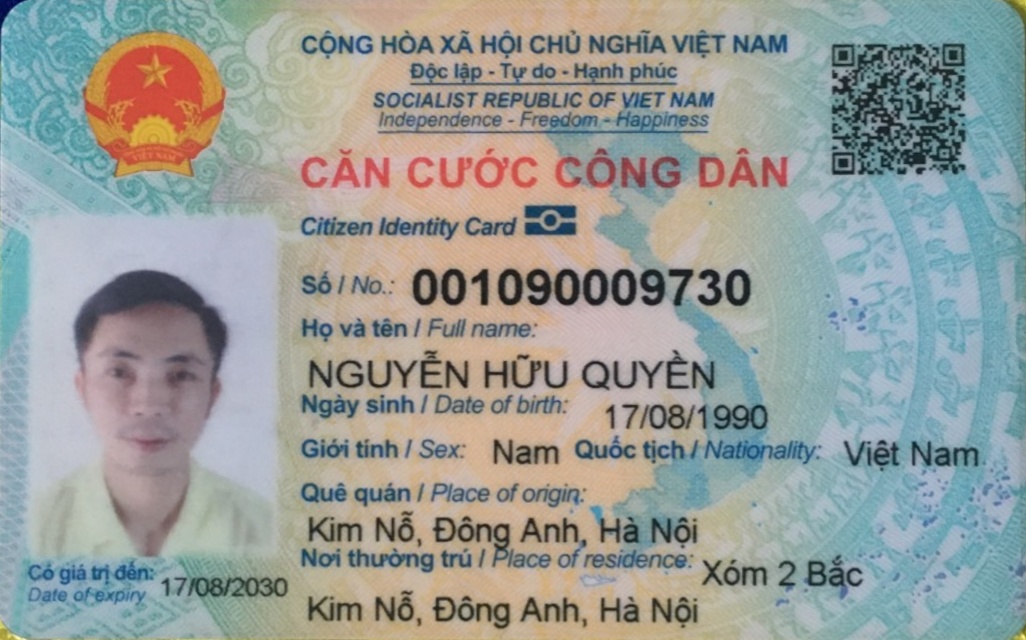 CỘNG HÒA XÃ HỘI CHỦ NGHĨA VIỆT NAM
Độc lập - Tự do - Hạnh phúc
SOCIALIST REPUBLIC OF VIET NAM
Independence - Freedom - Happiness
CĂN CƯỚC CÔNG DÂN
Citizen Identity Card
VIỆT NAM
Số / No.: 001090009730
Họ và tên / Full name:
NGUYỄN HỮU QUYỀN
Ngày sinh / Date of birth: 17/08/1990
Giới tính / Sex: Nam Quốc tịch / Nationality: Việt Nam
Quê quán / Place of origin:
Kim Nỗ, Đông Anh, Hà Nội
Nơi thường trú / Place of residence: Xóm 2 Bắc
Kim Nỗ, Đông Anh, Hà Nội
Có giá trị đến: 17/08/2030
Date of expiry